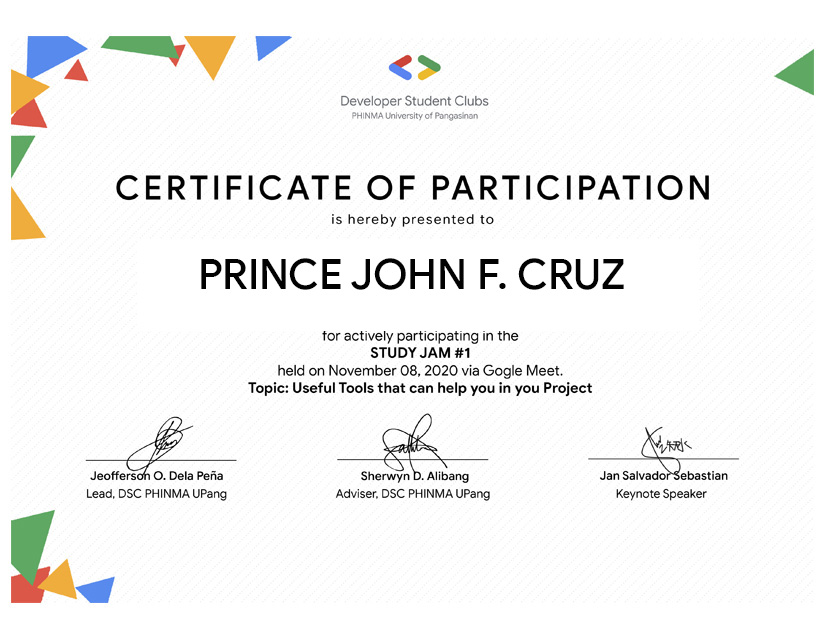 Developer Student Clubs
PHINMA University of Pangasinan
CERTIFICATE OF PARTICIPATION
is hereby presented to
PRINCE JOHN F. CRUZ
for actively participating in the
STUDY JAM #1
held on November 08, 2020 via Gogle Meet.
Topic: Useful Tools that can help you in you Project
Jeofferson O. Dela Peña
Lead, DSC PHINMA UPang
Sherwyn D. Alibang
Adviser, DSC PHINMA UPang
Jan Salvador Sebastian
Keynote Speaker